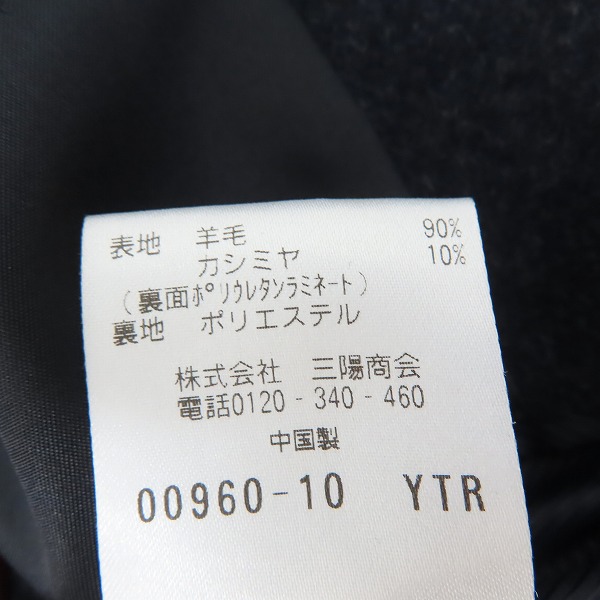 表地 羊毛 90%
カシミヤ 10%
(裏面ﾎﾟﾘｳﾚﾀﾝﾗﾐﾈｰﾄ)
裏地 ポリエステル
株式会社 三陽商会
電話0120-340-460
中国製
00960-10 YTR